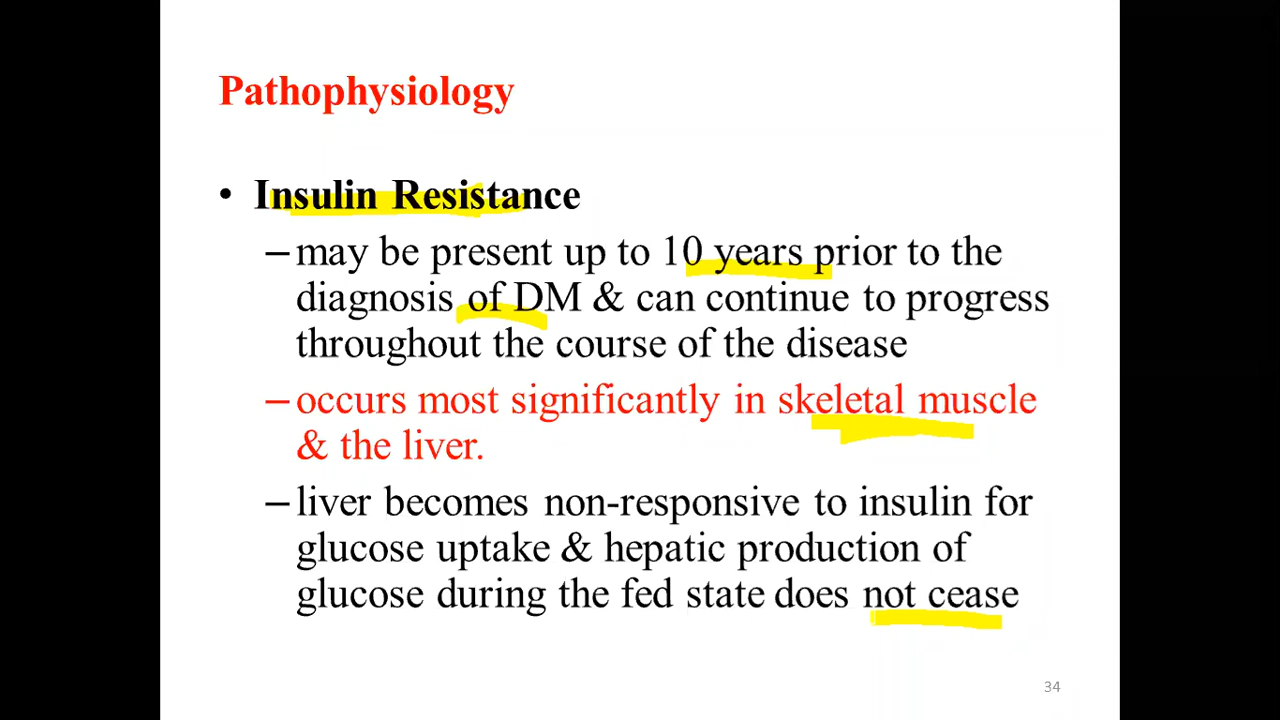 Pathophysiology
• Insulin Resistance
–may be present up to 10 years prior to the
diagnosis of DM & can continue to progress
throughout the course of the disease
–occurs most significantly in skeletal muscle
& the liver.
–liver becomes non-responsive to insulin for
glucose uptake & hepatic production of
glucose during the fed state does not cease
34